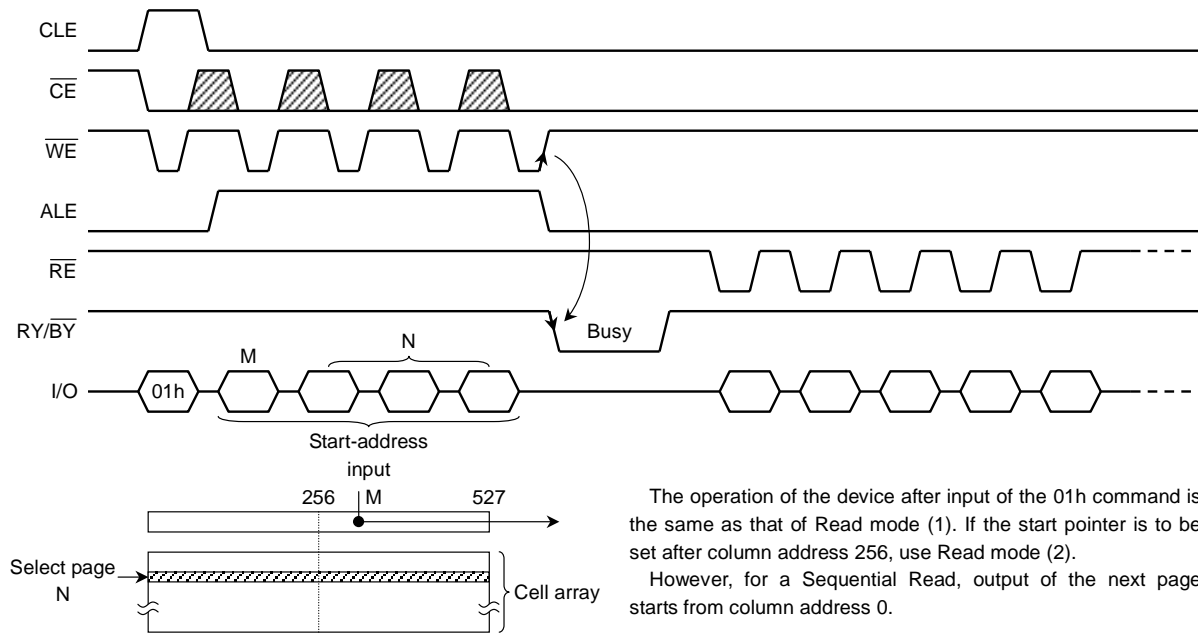 CLE
CE
WE
ALE
RE
RY/BY
Busy
M
N
I/O
01h
Start-address
input
256
M
527
Select page
N
Cell array
The operation of the device after input of the 01h command is
the same as that of Read mode (1). If the start pointer is to be
set after column address 256, use Read mode (2).
However, for a Sequential Read, output of the next page
starts from column address 0.